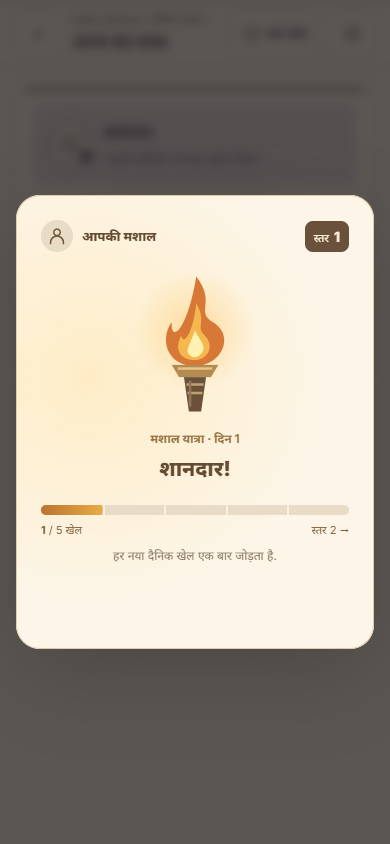 आपकी मशाल
स्तर 1
मशाल यात्रा · दिन 1
शानदार!
1 / 5 खेल
स्तर 2 →
हर नया दैनिक खेल एक बार जोड़ता है.